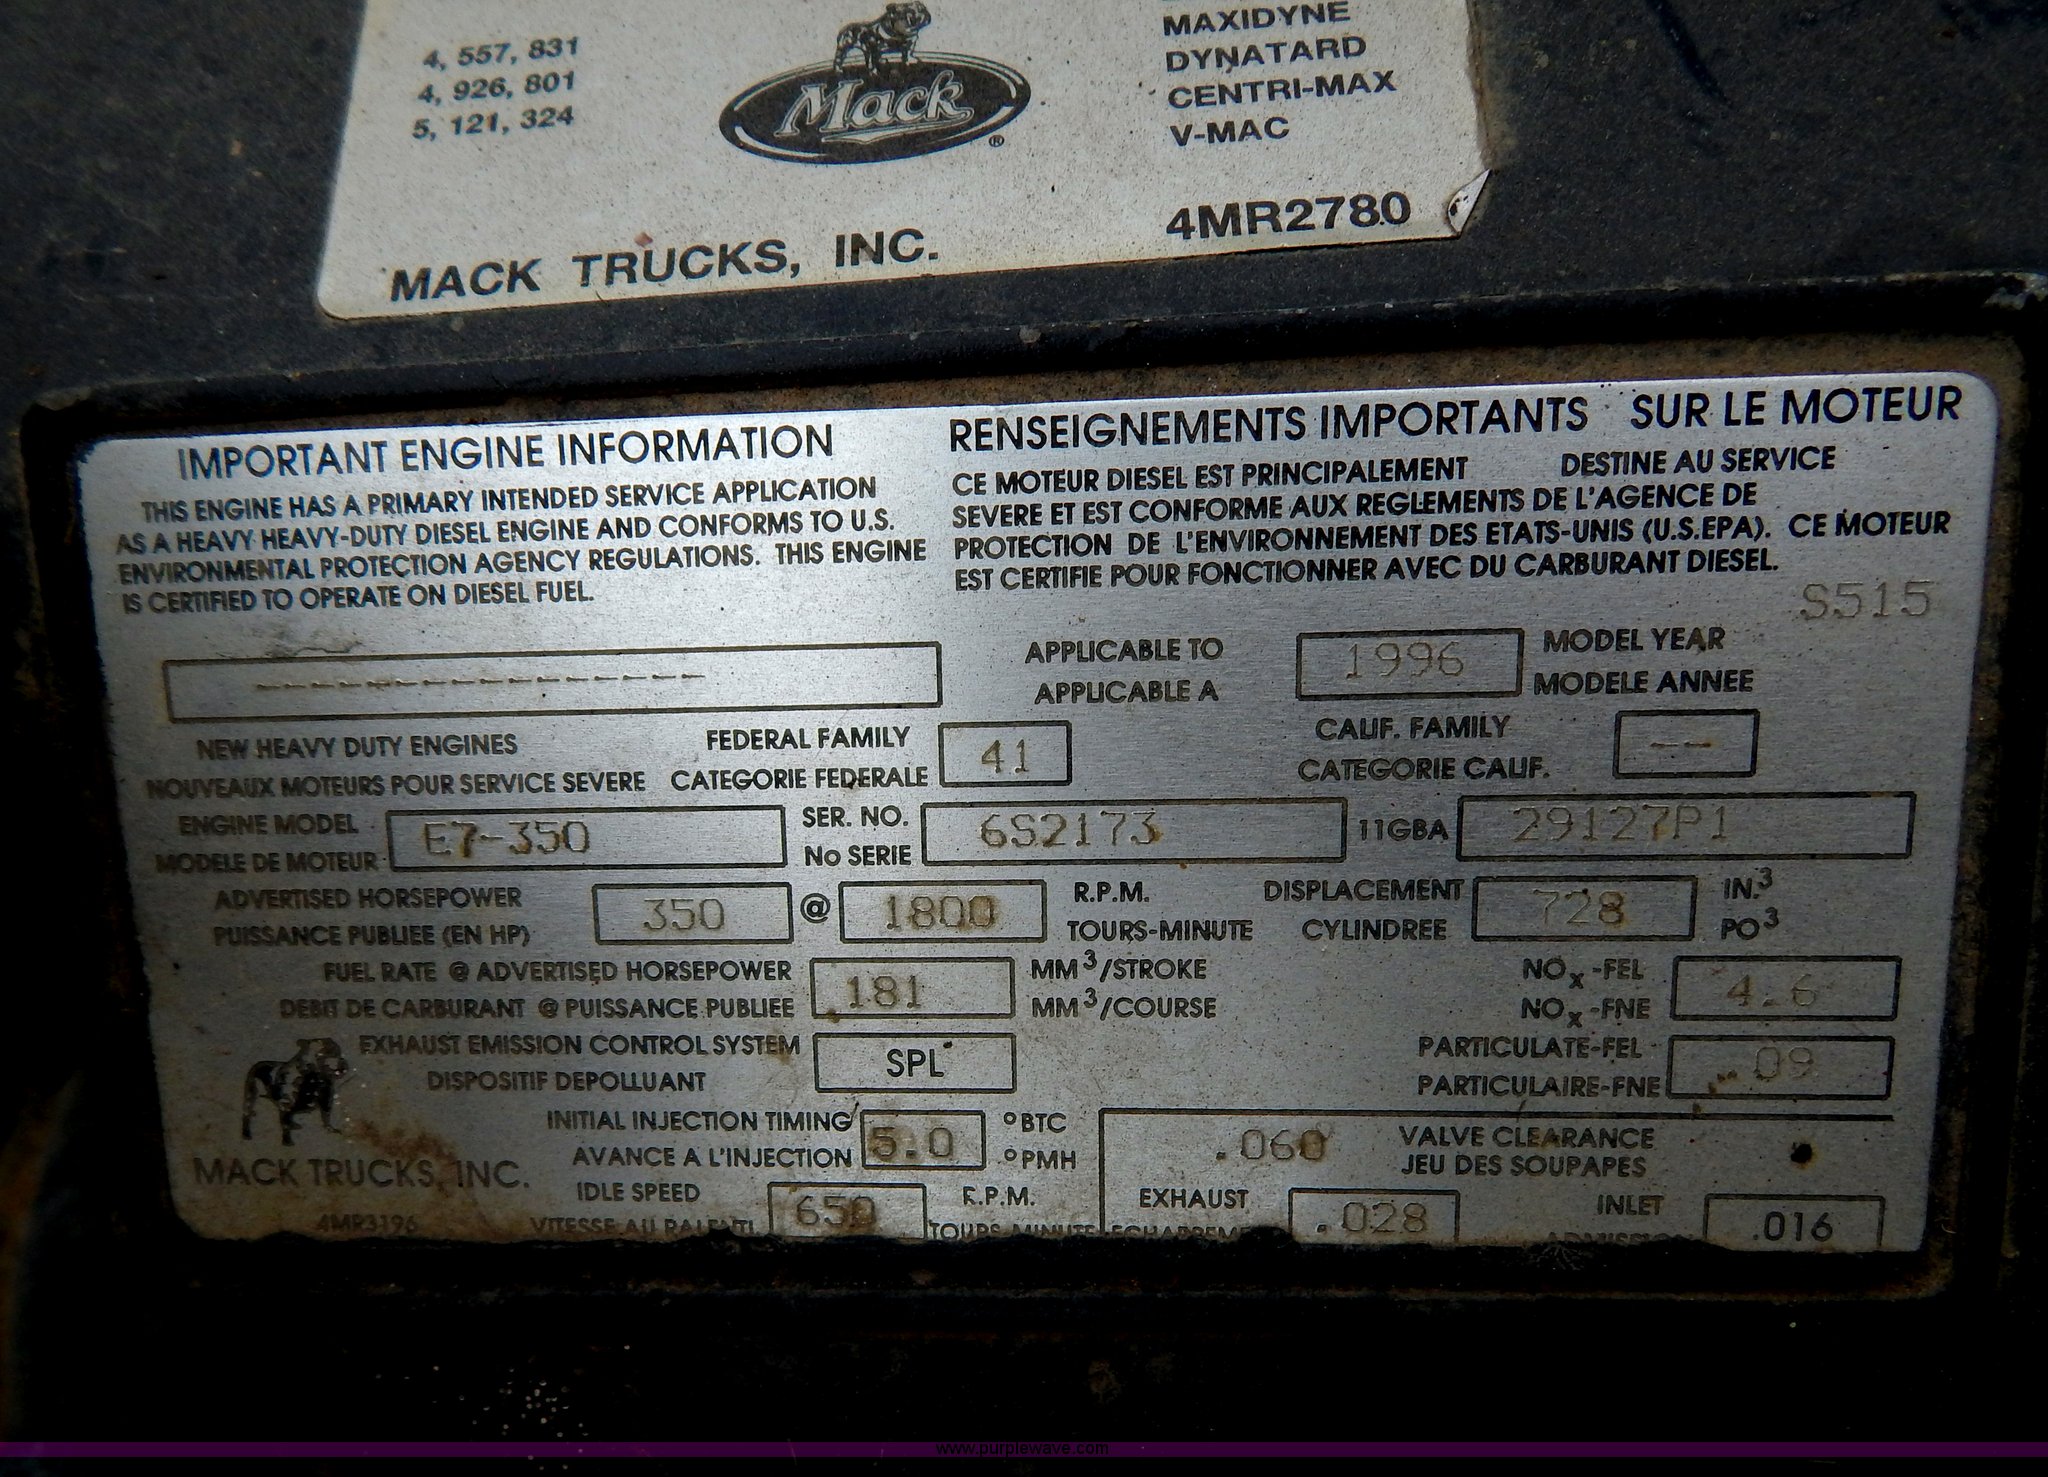 4, 557, 831
4, 926, 801
5, 121, 324
Mack
®
MAXIDYNE
DYNATARD
CENTRI-MAX
V-MAC
MACK TRUCKS, INC.
4MR2780
IMPORTANT ENGINE INFORMATION
THIS ENGINE HAS A PRIMARY INTENDED SERVICE APPLICATION
AS A HEAVY HEAVY-DUTY DIESEL ENGINE AND CONFORMS TO U.S.
ENVIRONMENTAL PROTECTION AGENCY REGULATIONS. THIS ENGINE
IS CERTIFIED TO OPERATE ON DIESEL FUEL.
RENSEIGNEMENTS IMPORTANTS SUR LE MOTEUR
CE MOTEUR DIESEL EST PRINCIPALEMENT DESTINE AU SERVICE
SEVERE ET EST CONFORME AUX REGLEMENTS DE L'AGENCE DE
PROTECTION DE L'ENVIRONNEMENT DES ETATS-UNIS (U.S.EPA). CE MOTEUR
EST CERTIFIE POUR FONCTIONNER AVEC DU CARBURANT DIESEL.
S515
----------------
APPLICABLE TO 1996 MODEL YEAR
APPLICABLE A MODELE ANNEE
NEW HEAVY DUTY ENGINES FEDERAL FAMILY 41 CALIF. FAMILY --
NOUVEAUX MOTEURS POUR SERVICE SEVERE CATEGORIE FEDERALE CATEGORIE CALIF.
ENGINE MODEL E7-350 SER. NO. 6S2173 11GBA 29127P1
MODELE DE MOTEUR No SERIE
ADVERTISED HORSEPOWER 350 @ 1800 R.P.M. DISPLACEMENT 728 IN.3
PUISSANCE PUBLIEE (EN HP) TOURS-MINUTE CYLINDREE PO3
FUEL RATE @ ADVERTISED HORSEPOWER 181 MM3/STROKE NOx-FEL 4.6
DEBIT DE CARBURANT @ PUISSANCE PUBLIEE MM3/COURSE NOx-FNE
EXHAUST EMISSION CONTROL SYSTEM SPL PARTICULATE-FEL .09
DISPOSITIF DEPOLLUANT PARTICULAIRE-FNE
INITIAL INJECTION TIMING 5.0 °BTC .060 VALVE CLEARANCE
AVANCE A L'INJECTION °PMH JEU DES SOUPAPES
MACK TRUCKS, INC. IDLE SPEED 650 R.P.M. EXHAUST .028 INLET .016
4MR3196 VITESSE AU RALENTI TOURS-MINUTE ADMISSION
www.purplewave.com